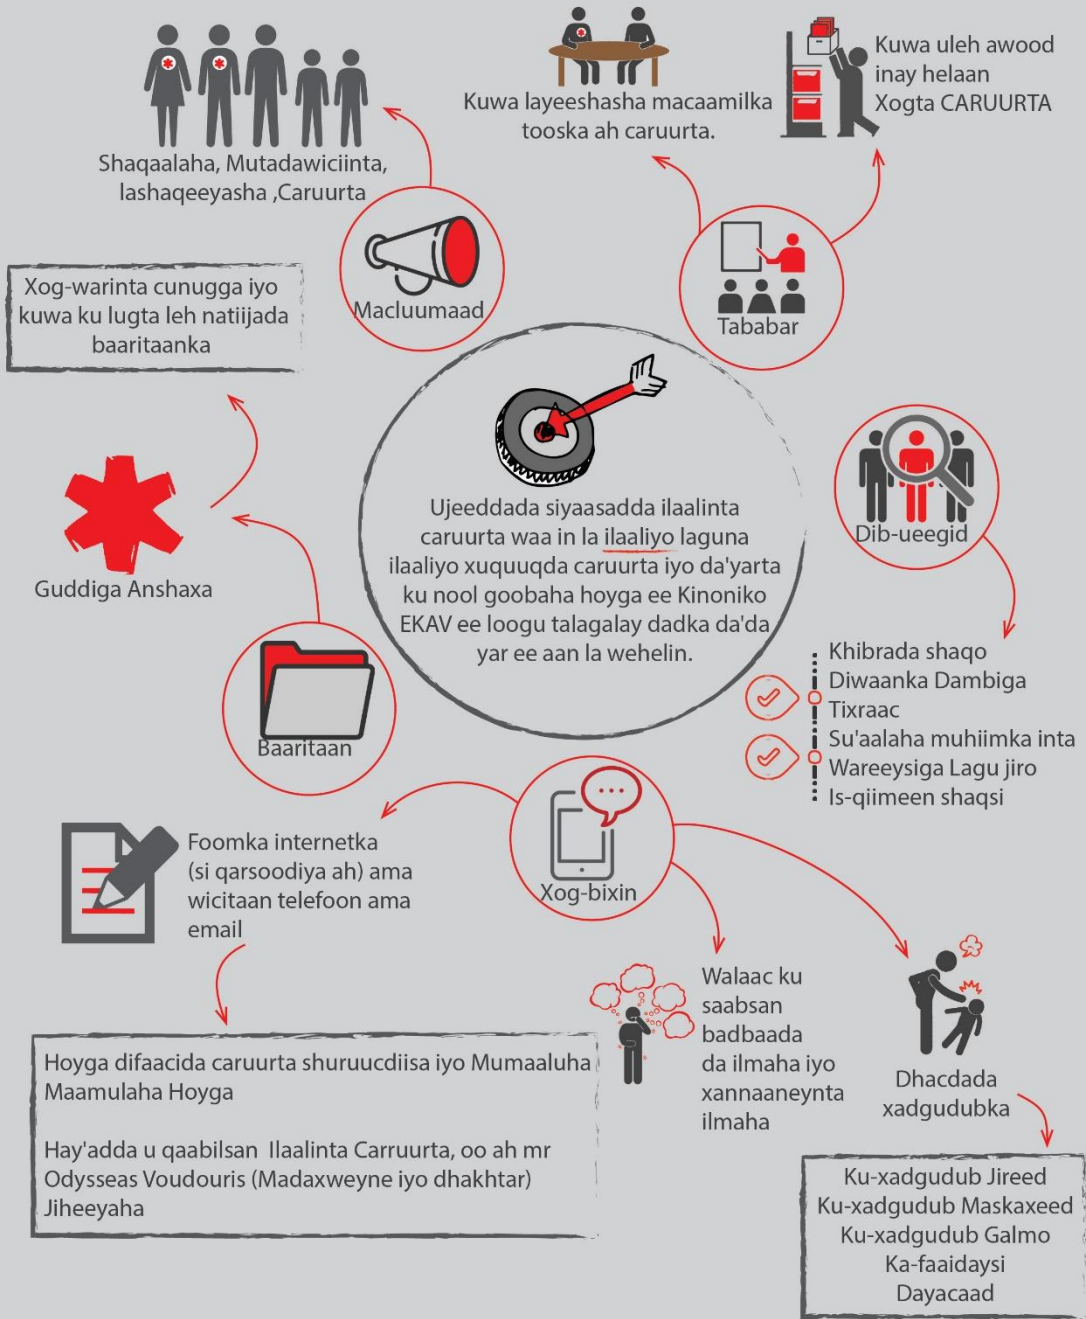 Shaqaalaha, Mutadawiciinta,
lashaqeeyasha ,Caruurta
Kuwa layeeshasha macaamilka
tooska ah caruurta.
Kuwa uleh awood
inay helaan
Xogta CARUURTA
Macluumaad
Tababar
Xog-warinta cunugga iyo
kuwa ku lugta leh natiijada
baaritaanka
Guddiga Anshaxa
Ujeeddada siyaasadda ilaalinta
caruurta waa in la ilaaliyo laguna
ilaaliyo xuquuqda caruurta iyo da'yarta
ku nool goobaha hoyga ee Kinoniko
EKAV ee loogu talagalay dadka da'da
yar ee aan la wehelin.
Dib-ueegid
Khibrada shaqo
Diwaanka Dambiga
Tixraac
Su'aalaha muhiimka inta
Wareeysiga Lagu jiro
Is-qiimeen shaqsi
Baaritaan
Xog-bixin
Foomka internetka
(si qarsoodiya ah) ama
wicitaan telefoon ama
email
Hoyga difaacida caruurta shuruucdiisa iyo Mumaaluha
Maamulaha Hoyga
Hay'adda u qaabilsan Ilaalinta Carruurta, oo ah mr
Odysseas Voudouris (Madaxweyne iyo dhakhtar)
Jiheeyaha
Walaac ku
saabsan
badbaada
da ilmaha iyo
xannaaneynta
ilmaha
Dhacdada
xadgudubka
Ku-xadgudub Jireed
Ku-xadgudub Maskaxeed
Ku-xadgudub Galmo
Ka-faaidaysi
Dayacaad